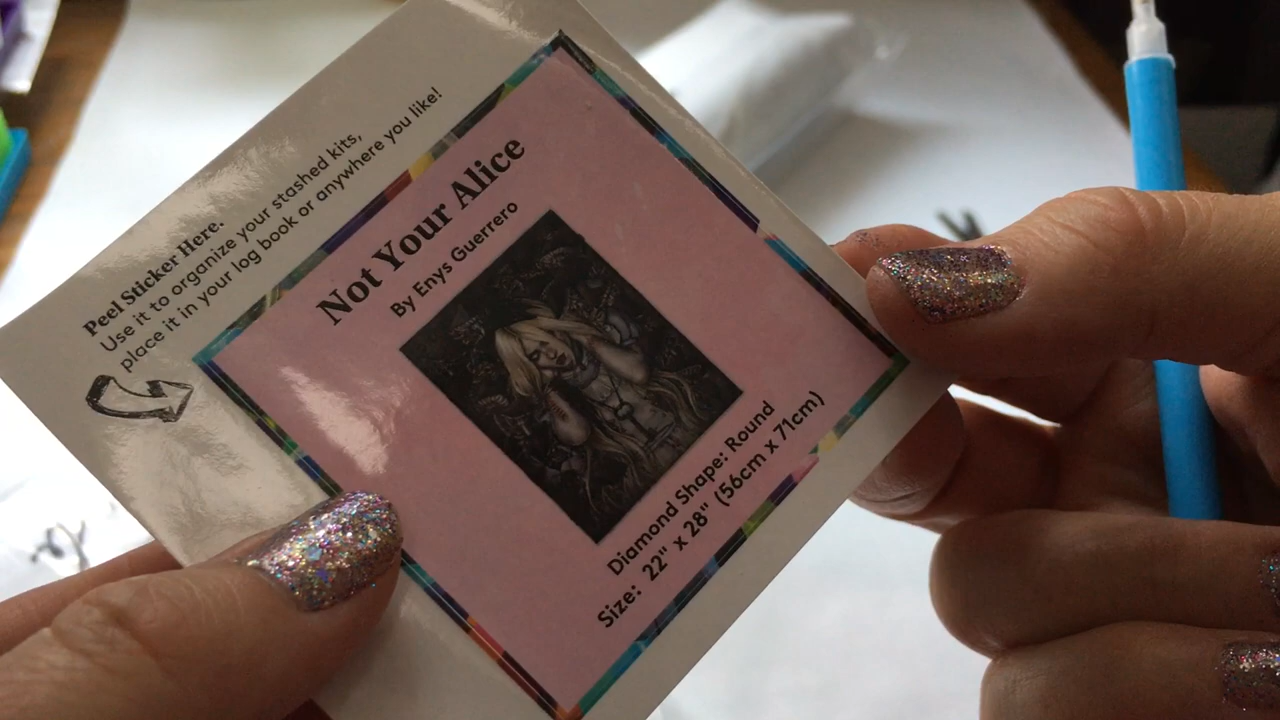 Peel Sticker Here.
Use it to organize your stashed kits,
place it in your log book or anywhere you like!
Not Your Alice
By Enys Guerrero
Diamond Shape: Round
Size: 22" x 28" (56cm x 71cm)